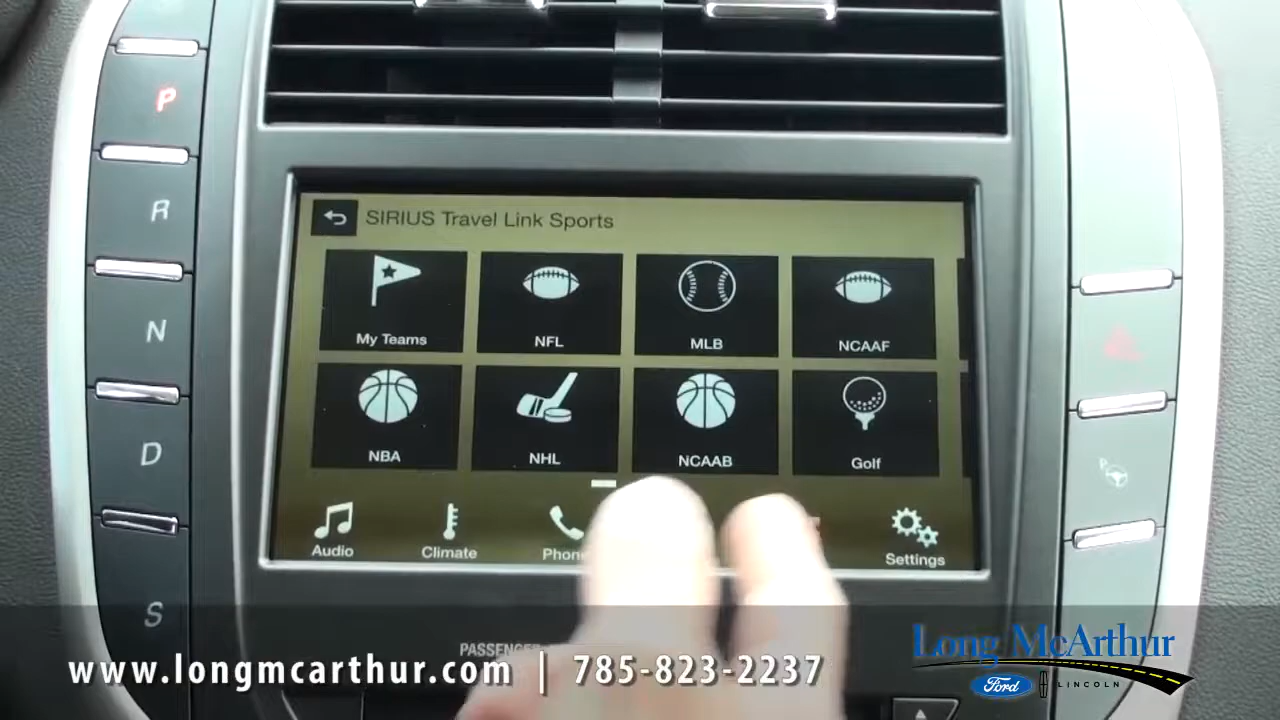 P
R
N
D
S
SIRIUS Travel Link Sports
My Teams NFL MLB NCAAF
NBA NHL NCAAB Golf
Audio Climate Phone Settings
PASSENGER
P
www.longmcarthur.com | 785-823-2237
Long McArthur
Ford LINCOLN